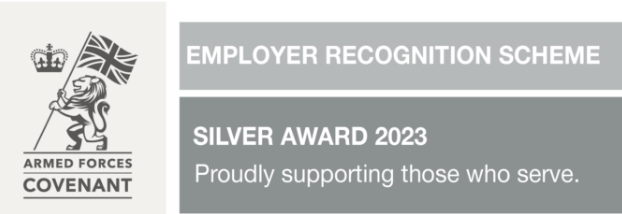 ARMED FORCES
COVENANT
EMPLOYER RECOGNITION SCHEME
SILVER AWARD 2023
Proudly supporting those who serve.